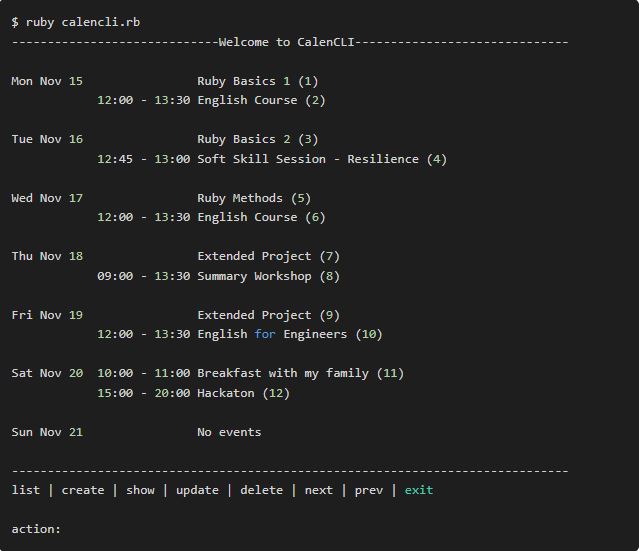 $ ruby calencli.rb
-----------------------------Welcome to CalenCLI------------------------------
Mon Nov 15                Ruby Basics 1 (1)
            12:00 - 13:30 English Course (2)
Tue Nov 16                Ruby Basics 2 (3)
            12:45 - 13:00 Soft Skill Session - Resilience (4)
Wed Nov 17                Ruby Methods (5)
            12:00 - 13:30 English Course (6)
Thu Nov 18                Extended Project (7)
            09:00 - 13:30 Summary Workshop (8)
Fri Nov 19                Extended Project (9)
            12:00 - 13:30 English for Engineers (10)
Sat Nov 20  10:00 - 11:00 Breakfast with my family (11)
            15:00 - 20:00 Hackaton (12)
Sun Nov 21                No events
------------------------------------------------------------------------------
list | create | show | update | delete | next | prev | exit
action: